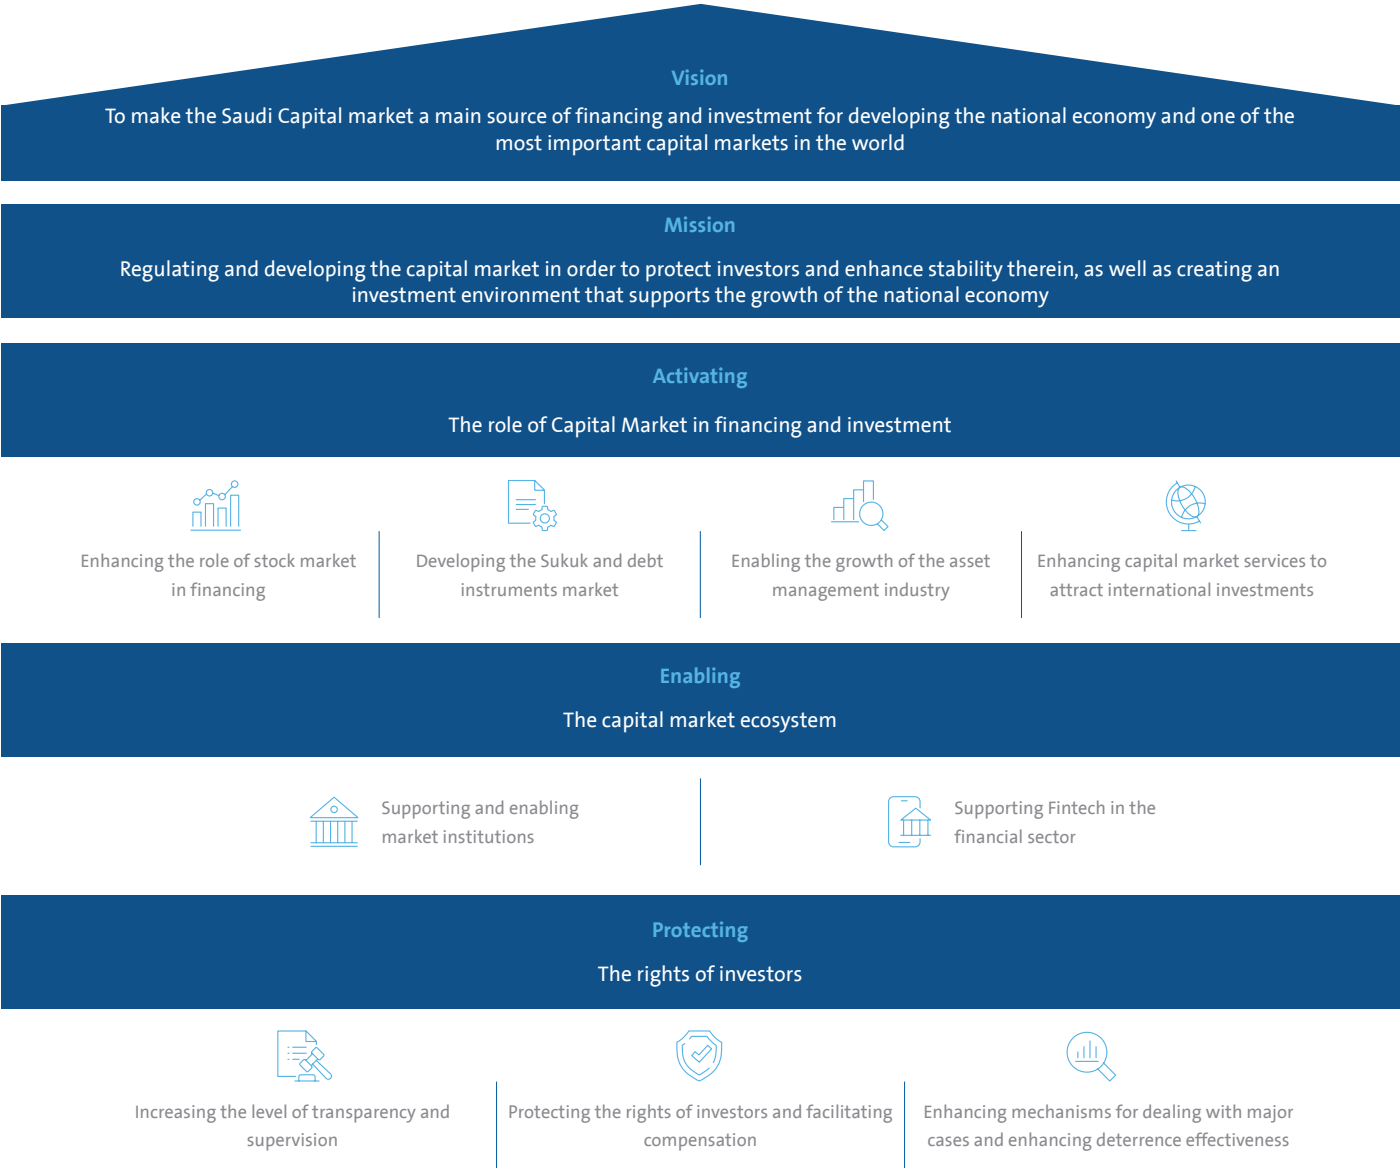 Vision
To make the Saudi Capital market a main source of financing and investment for developing the national economy and one of the
most important capital markets in the world
Mission
Regulating and developing the capital market in order to protect investors and enhance stability therein, as well as creating an
investment environment that supports the growth of the national economy
Activating
The role of Capital Market in financing and investment
Enhancing the role of stock market
in financing
Developing the Sukuk and debt
instruments market
Enabling the growth of the asset
management industry
Enhancing capital market services to
attract international investments
Enabling
The capital market ecosystem
Supporting and enabling
market institutions
Supporting Fintech in the
financial sector
Protecting
The rights of investors
Increasing the level of transparency and
supervision
Protecting the rights of investors and facilitating
compensation
Enhancing mechanisms for dealing with major
cases and enhancing deterrence effectiveness